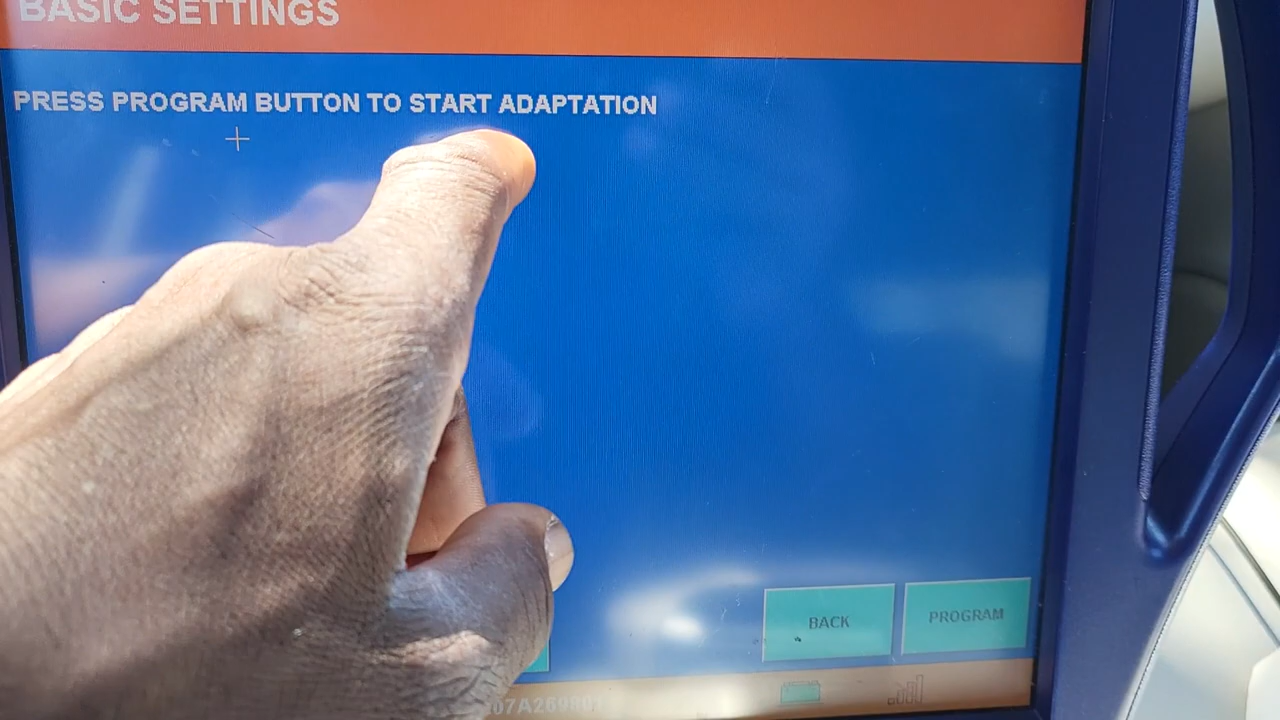 BASIC SETTINGS
PRESS PROGRAM BUTTON TO START ADAPTATION
BACK
PROGRAM